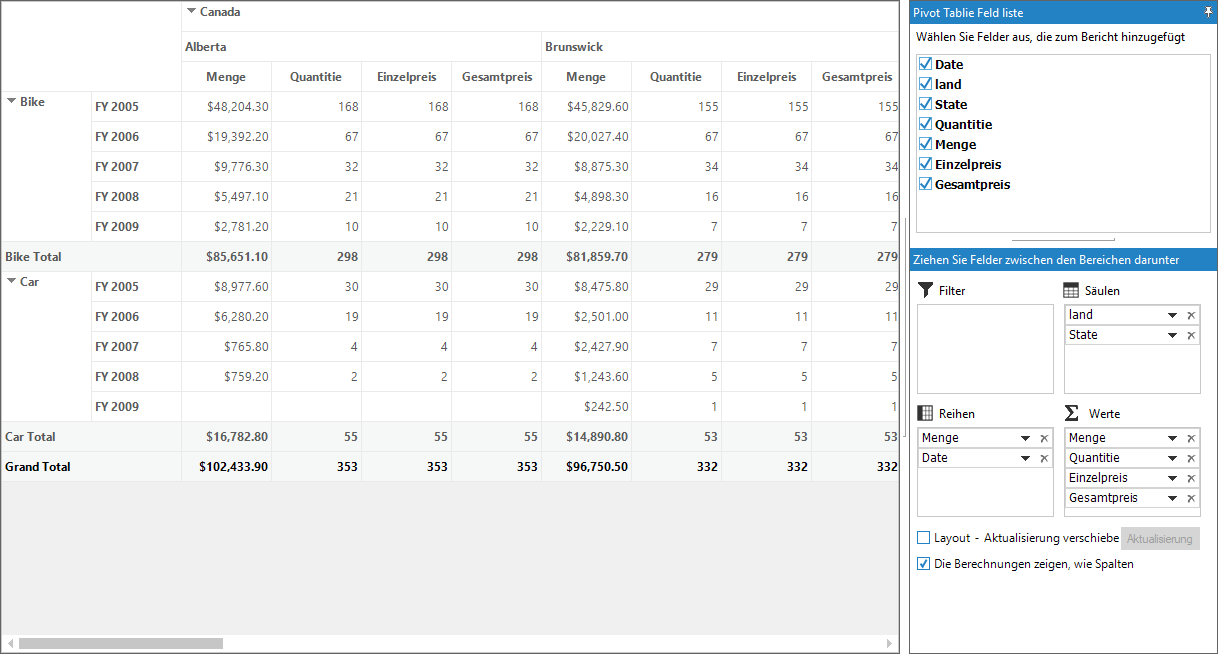 Canada
Alberta Brunswick
Menge Quantitie Einzelpreis Gesamtpreis Menge Quantitie Einzelpreis Gesamtpreis
Bike FY 2005 $48,204.30 168 168 168 $45,829.60 155 155 155
FY 2006 $19,392.20 67 67 67 $20,027.40 67 67 67
FY 2007 $9,776.30 32 32 32 $8,875.30 34 34 34
FY 2008 $5,497.10 21 21 21 $4,898.30 16 16 16
FY 2009 $2,781.20 10 10 10 $2,229.10 7 7 7
Bike Total $85,651.10 298 298 298 $81,859.70 279 279 279
Car FY 2005 $8,977.60 30 30 30 $8,475.80 29 29 29
FY 2006 $6,280.20 19 19 19 $2,501.00 11 11 11
FY 2007 $765.80 4 4 4 $2,427.90 7 7 7
FY 2008 $759.20 2 2 2 $1,243.60 5 5 5
FY 2009 $242.50 1 1 1
Car Total $16,782.80 55 55 55 $14,890.80 53 53 53
Grand Total $102,433.90 353 353 353 $96,750.50 332 332 332
Pivot Tablie Feld liste
Wählen Sie Felder aus, die zum Bericht hinzugefügt
Date
land
State
Quantitie
Menge
Einzelpreis
Gesamtpreis
Ziehen Sie Felder zwischen den Bereichen darunter
Filter
Säulen
land
State
Reihen
Menge
Date
Werte
Menge
Quantitie
Einzelpreis
Gesamtpreis
Layout - Aktualisierung verschiebe Aktualisierung
Die Berechnungen zeigen, wie Spalten